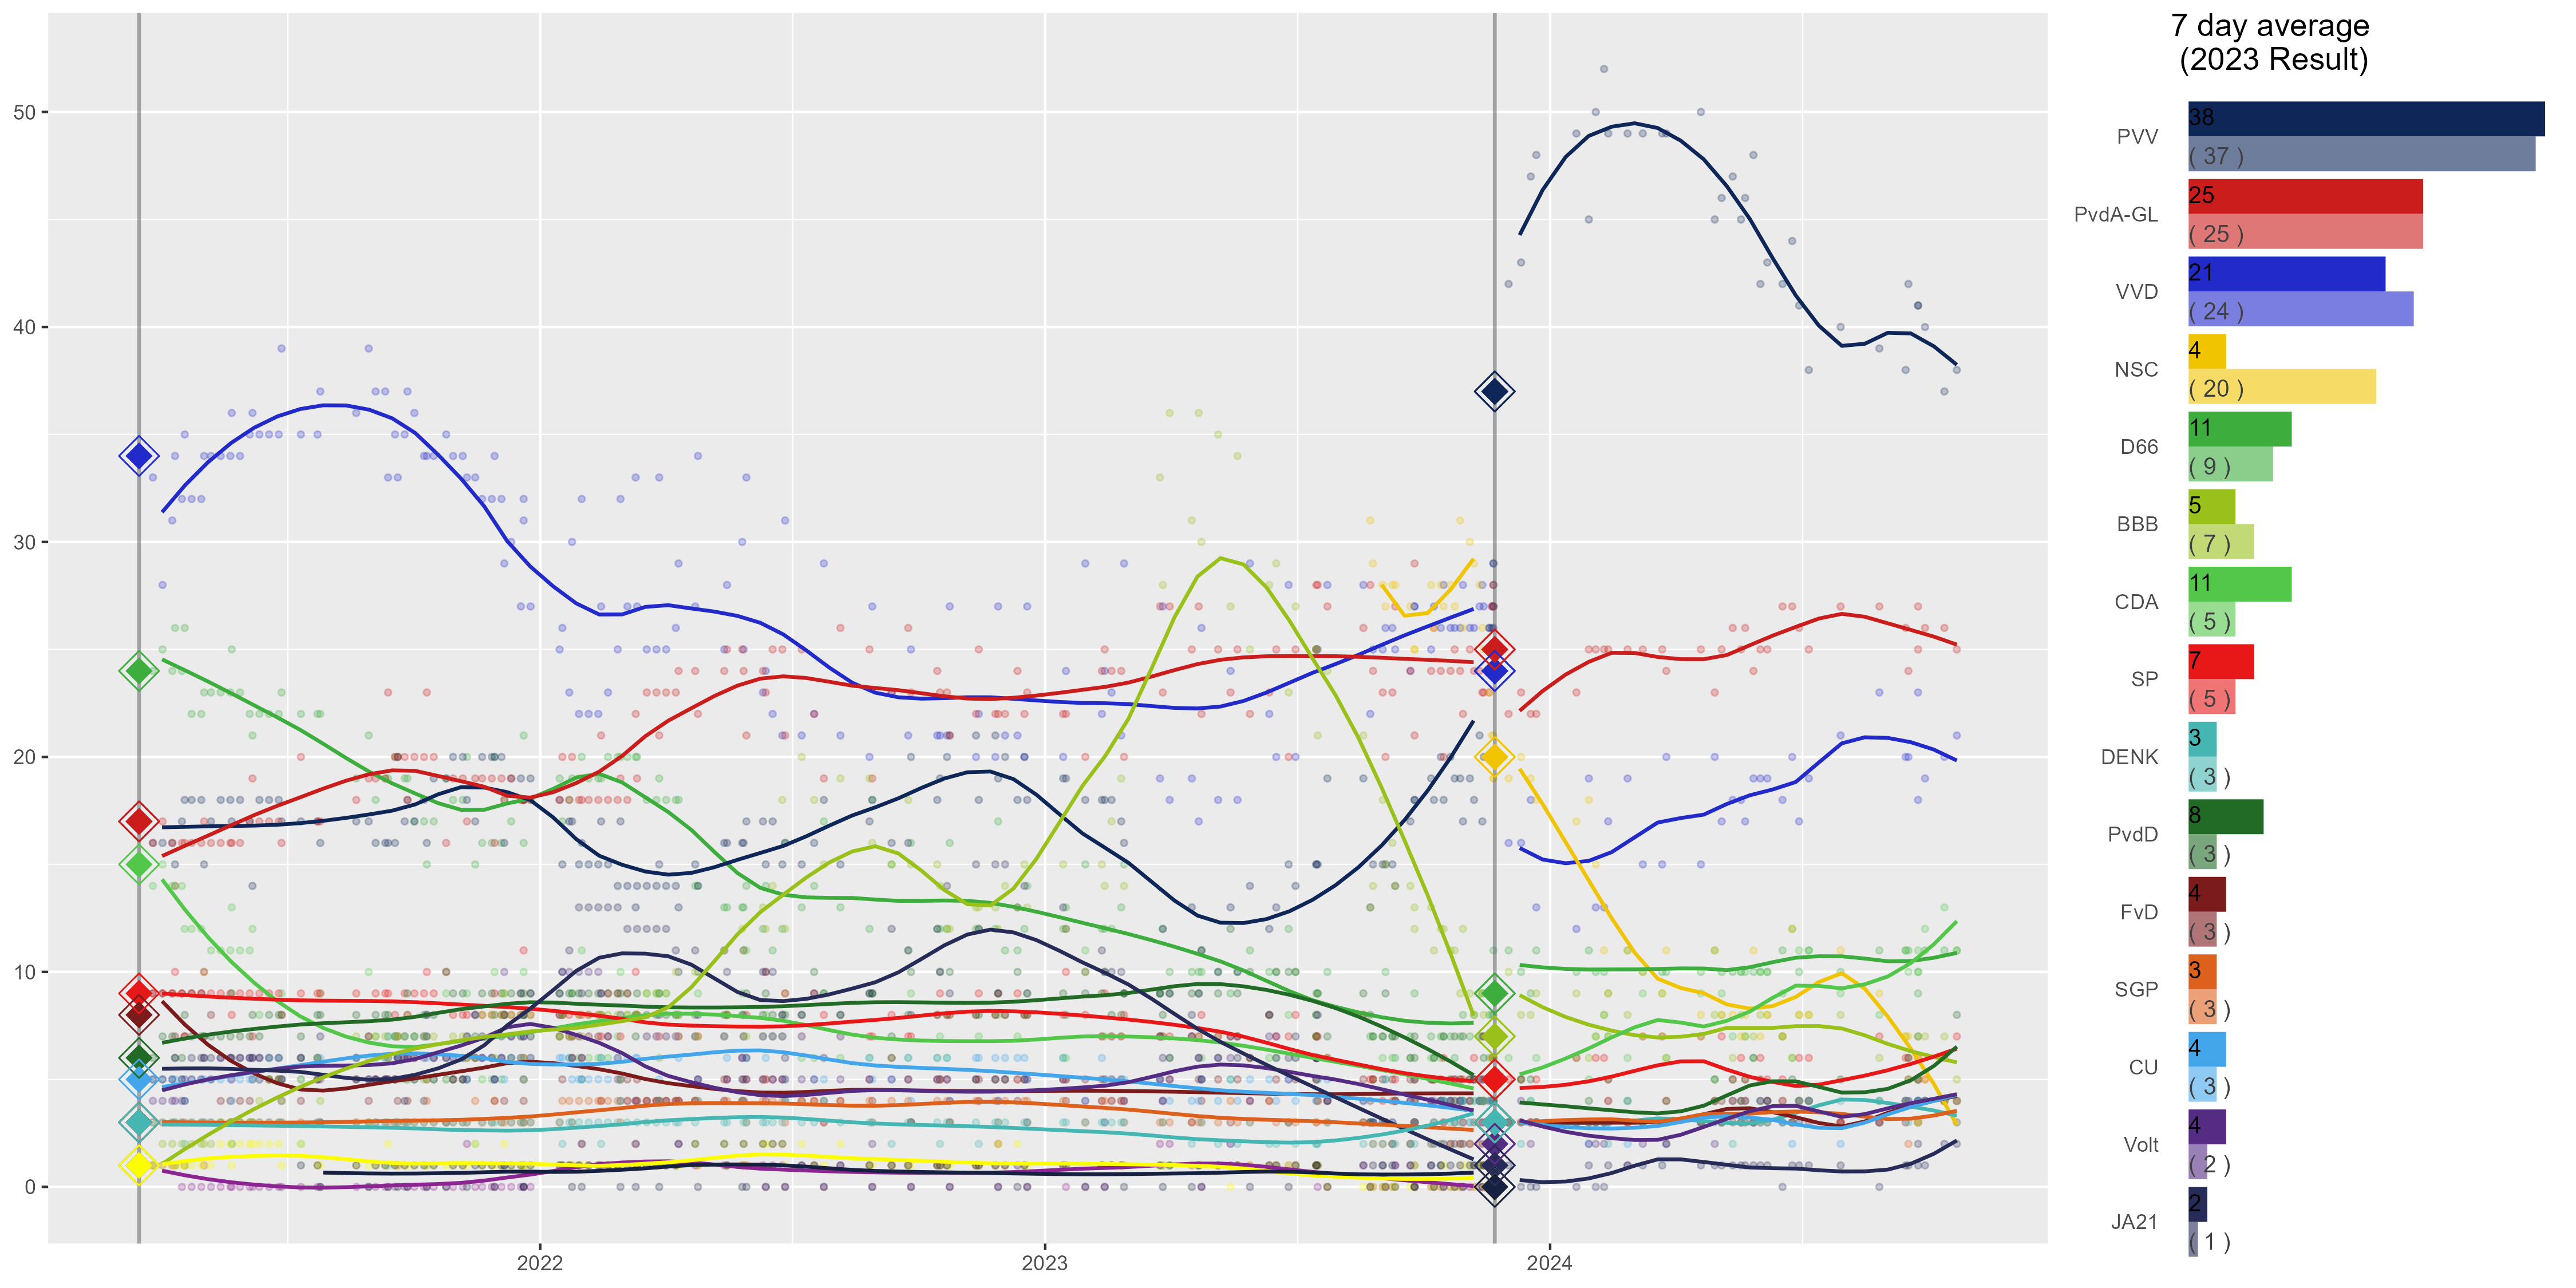 7 day average
(2023 Result)
50
40
30
20
10
0
2022
2023
2024
PVV
38
( 37 )
PvdA-GL
25
( 25 )
VVD
21
( 24 )
NSC
4
( 20 )
D66
11
( 9 )
BBB
5
( 7 )
CDA
11
( 5 )
SP
7
( 5 )
DENK
3
( 3 )
PvdD
8
( 3 )
FvD
4
( 3 )
SGP
3
( 3 )
CU
4
( 3 )
Volt
4
( 2 )
JA21
2
( 1 )